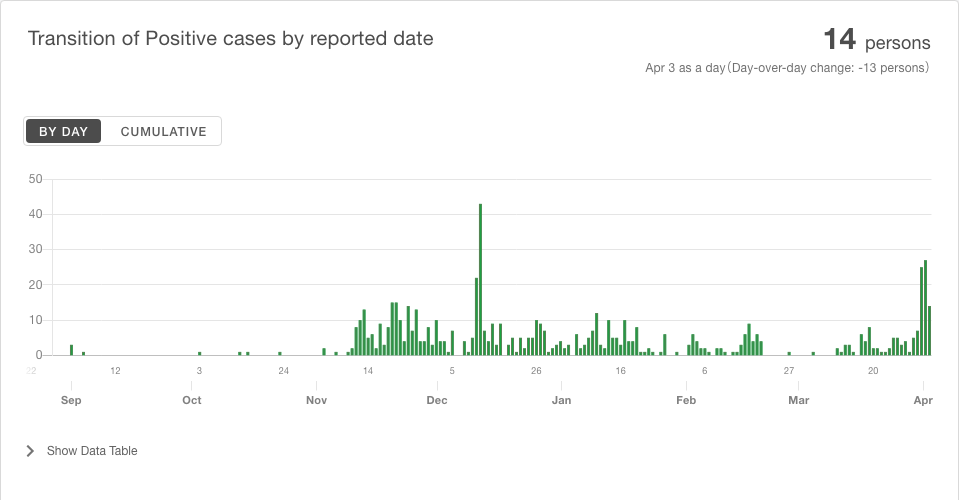 Transition of Positive cases by reported date
14 persons
Apr 3 as a day(Day-over-day change: -13 persons)
BY DAY
CUMULATIVE
50
40
30
20
10
0
12 3 24 14 5 26 16 6 27 20
Sep Oct Nov Dec Jan Feb Mar Apr
Show Data Table